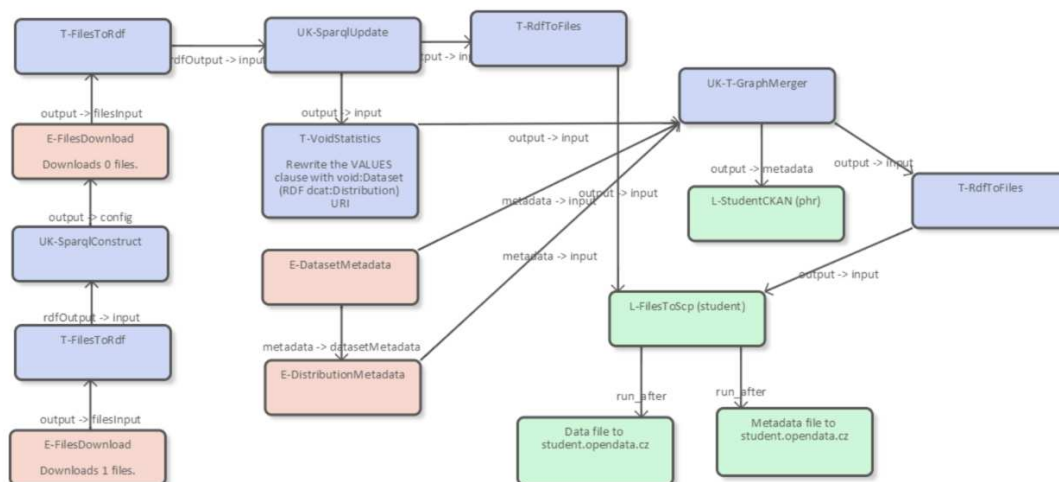 T-FilesToRdf
rdfOutput -> input
UK-SparqlUpdate
output -> input
T-RdfToFiles
output -> filesInput
output -> input
UK-T-GraphMerger
E-FilesDownload
Downloads 0 files.
T-VoidStatistics
Rewrite the VALUES
clause with void:Dataset
(RDF dcat:Distribution)
URI
output -> input
output -> metadata
output -> input
output -> input
metadata -> input
L-StudentCKAN (phr)
T-RdfToFiles
output -> config
UK-SparqlConstruct
E-DatasetMetadata
metadata -> input
output -> input
rdfOutput -> input
L-FilesToScp (student)
T-FilesToRdf
metadata -> datasetMetadata
E-DistributionMetadata
run_after
run_after
output -> filesInput
E-FilesDownload
Downloads 1 files.
Data file to
student.opendata.cz
Metadata file to
student.opendata.cz